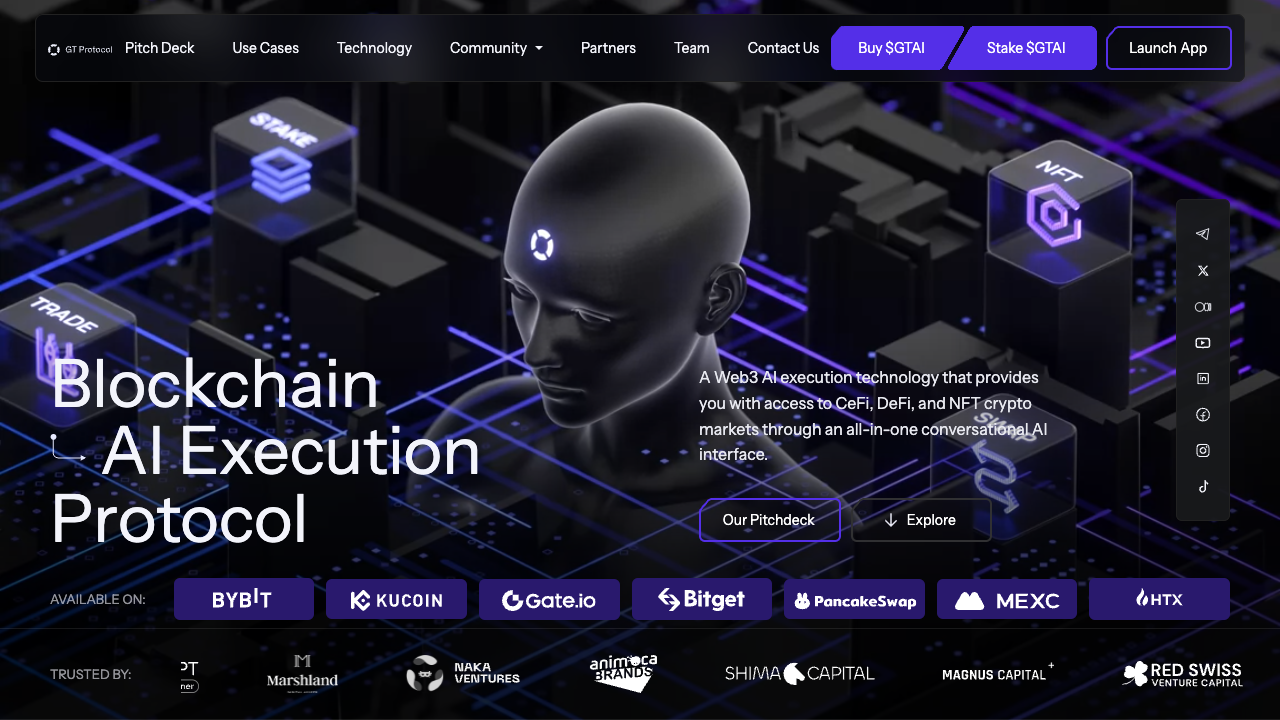 GT Protocol
Pitch Deck
Use Cases
Technology
Community
Partners
Team
Contact Us
Buy $GTAI
Stake $GTAI
Launch App
STAKE
NFT
TRADE
SWAP
Blockchain
AI Execution
Protocol
A Web3 AI execution technology that provides
you with access to CeFi, DeFi, and NFT crypto
markets through an all-in-one conversational AI
interface.
Our Pitchdeck
Explore
AVAILABLE ON:
BYBIT
KUCOIN
Gate.io
Bitget
PancakeSwap
MEXC
HTX
TRUSTED BY:
PT
ner
Marshland
NAKA
VENTURES
animoca
BRANDS
SHIMA CAPITAL
MAGNUS CAPITAL
RED SWISS
VENTURE CAPITAL